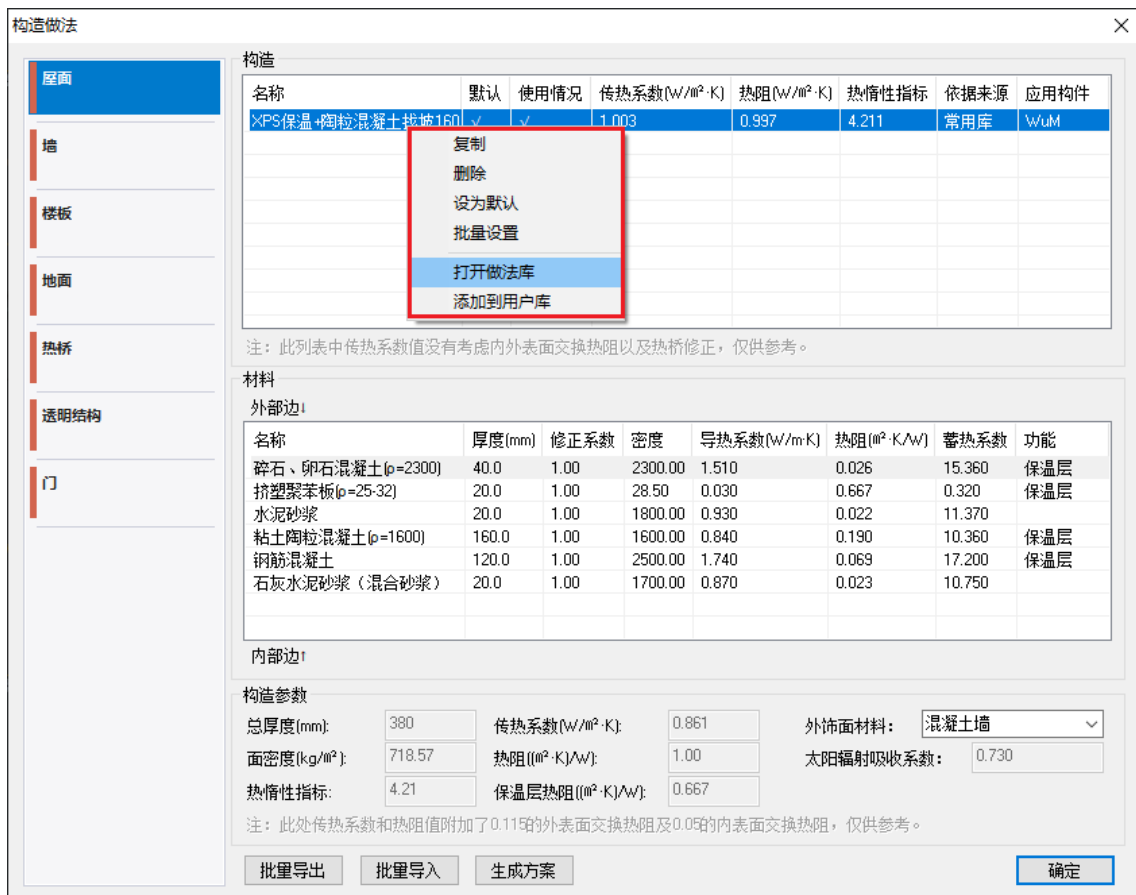 构造做法
屋面
墙
楼板
地面
热桥
透明结构
门
构造
名称 默认 使用情况 传热系数(W/㎡·K) 热阻(W/㎡·K) 热惰性指标 依据来源 应用构件
XPS保温+陶粒混凝土找坡160 √ √ 1.003 0.997 4.211 常用库 WuM
复制
删除
设为默认
批量设置
打开做法库
添加到用户库
注：此列表中传热系数值没有考虑内外表面交换热阻以及热桥修正，仅供参考。
材料
外部边↓
名称 厚度(mm) 修正系数 密度 导热系数(W/m·K) 热阻(㎡·K/W) 蓄热系数 功能
碎石、卵石混凝土(ρ=2300) 40.0 1.00 2300.00 1.510 0.026 15.360 保温层
挤塑聚苯板(ρ=25-32) 20.0 1.00 28.50 0.030 0.667 0.320 保温层
水泥砂浆 20.0 1.00 1800.00 0.930 0.022 11.370
粘土陶粒混凝土(ρ=1600) 160.0 1.00 1600.00 0.840 0.190 10.360 保温层
钢筋混凝土 120.0 1.00 2500.00 1.740 0.069 17.200 保温层
石灰水泥砂浆（混合砂浆） 20.0 1.00 1700.00 0.870 0.023 10.750
内部边↑
构造参数
总厚度(mm): 380 传热系数(W/㎡·K): 0.861 外饰面材料： 混凝土墙
面密度(kg/㎡): 718.57 热阻((㎡·K)/W): 1.00 太阳辐射吸收系数： 0.730
热惰性指标: 4.21 保温层热阻((㎡·K)/W): 0.667
注：此处传热系数和热阻值附加了0.115的外表面交换热阻及0.05的内表面交换热阻，仅供参考。
批量导出 批量导入 生成方案 确定